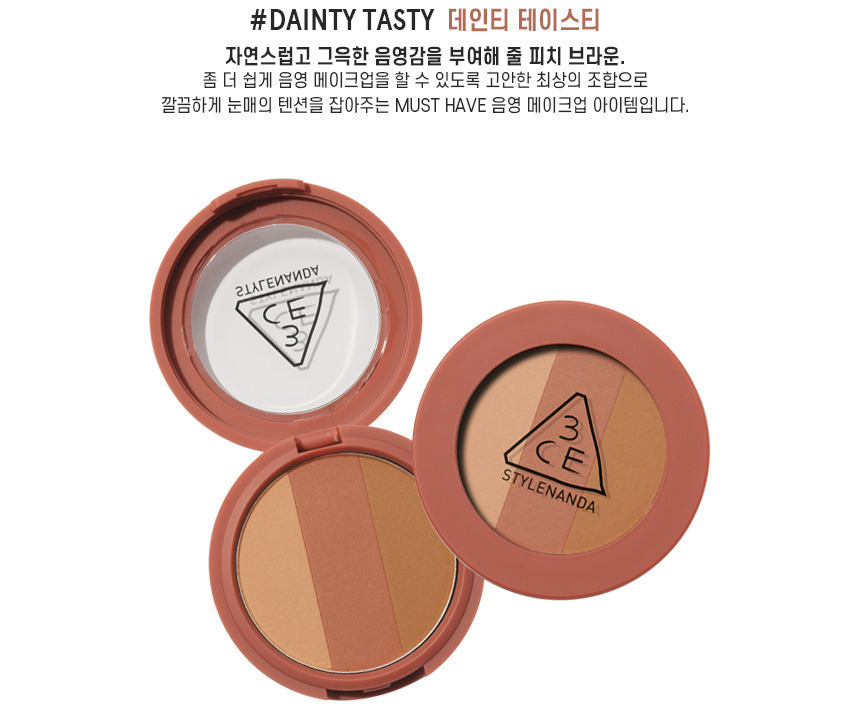 #DAINTY TASTY 데인티 테이스티
자연스럽고 그윽한 음영감을 부여해 줄 피치 브라운.
좀 더 쉽게 음영 메이크업을 할 수 있도록 고안한 최상의 조합으로
깔끔하게 눈매의 텐션을 잡아주는 MUST HAVE 음영 메이크업 아이템입니다.
STYLENANDA
CE
3
3
CE
STYLENANDA